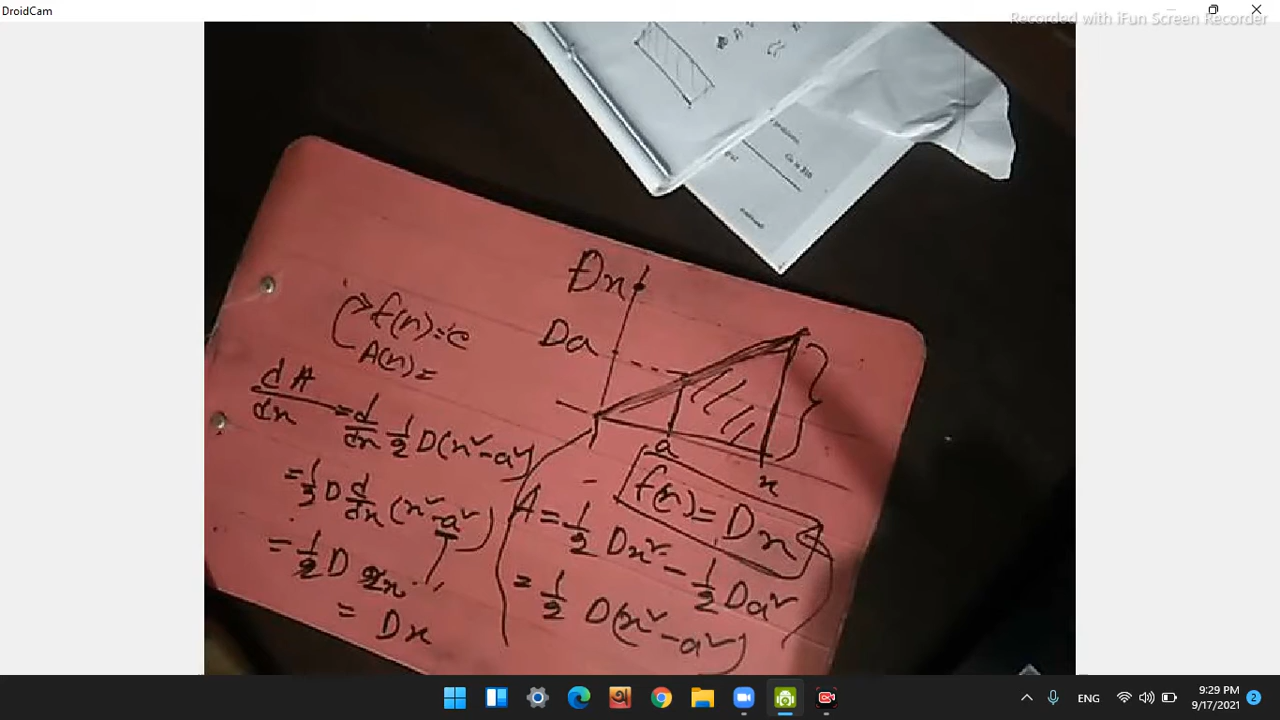 DroidCam
Recorded with iFun Screen Recorder
Dx
Da
f(x)=c
A(x)=
a
x
f(x)=Dx
dA/dx = d/dx 1/2 D(x²-a²)
= 1/2 D d/dx (x²-a²)
= 1/2 D 2x
= Dx
A = 1/2 Dx² - 1/2 Da²
= 1/2 D(x²-a²)
ENG
9:29 PM
9/17/2021
2